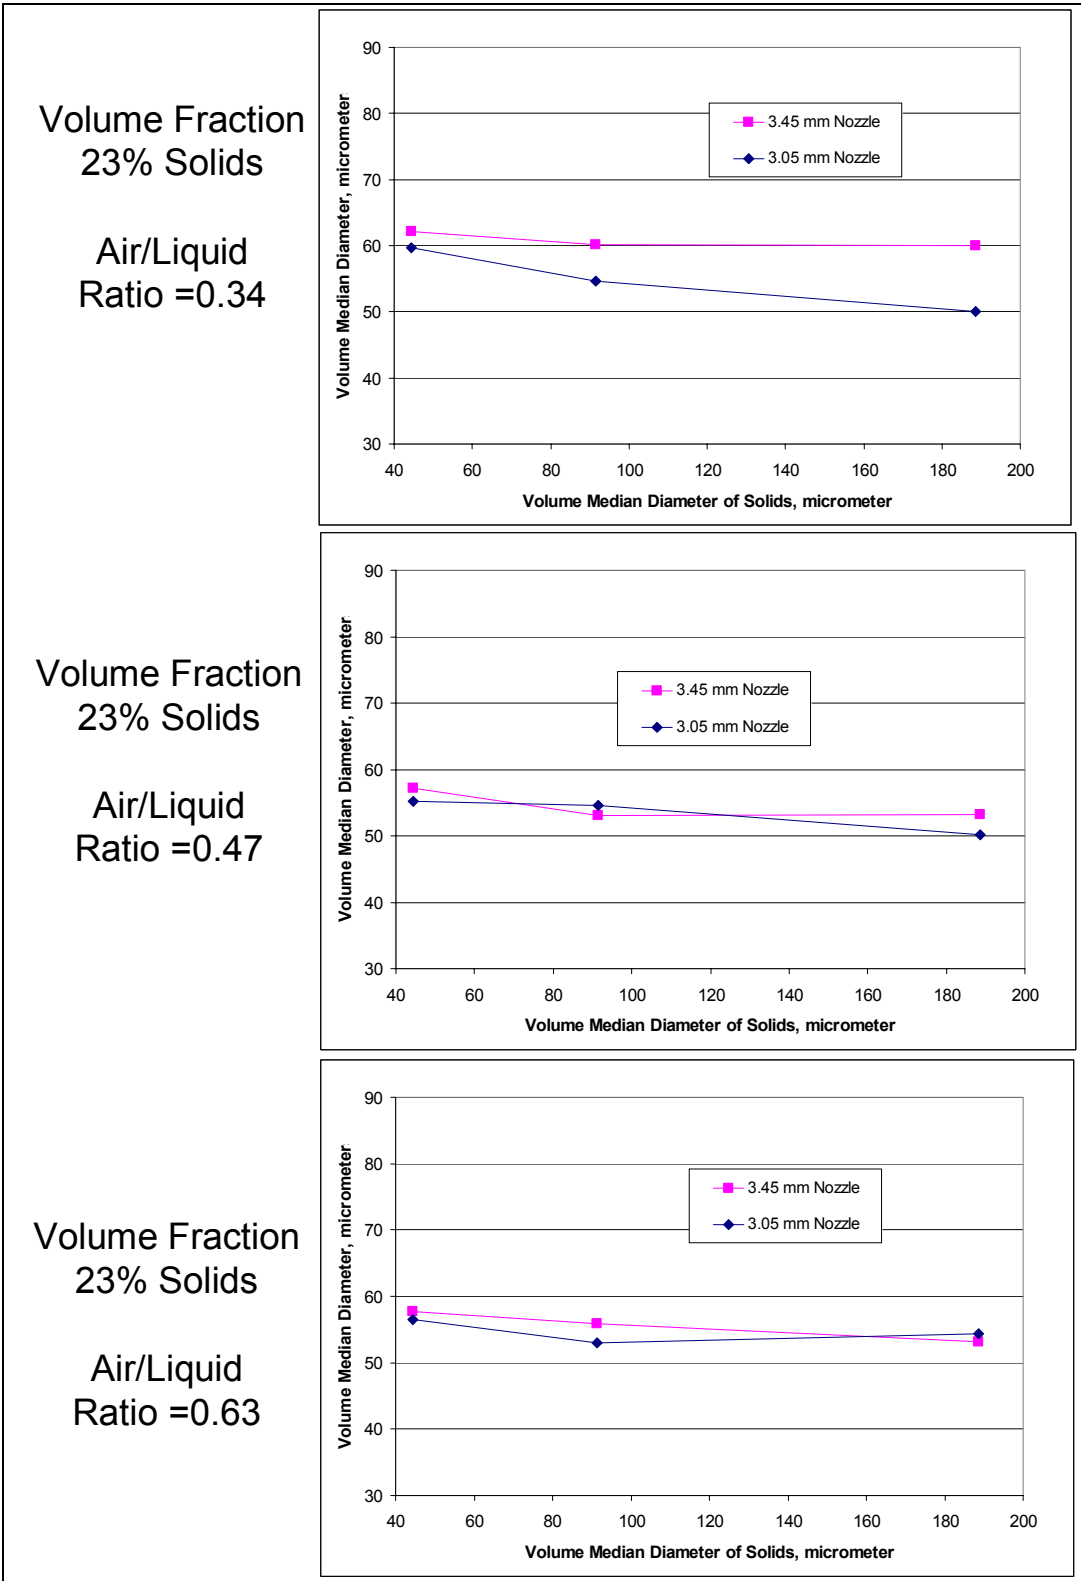 Volume Fraction
23% Solids
Air/Liquid
Ratio =0.34
Volume Median Diameter, micrometer
90
80
70
60
50
40
30
3.45 mm Nozzle
3.05 mm Nozzle
40 60 80 100 120 140 160 180 200
Volume Median Diameter of Solids, micrometer
Volume Fraction
23% Solids
Air/Liquid
Ratio =0.47
Volume Median Diameter, micrometer
90
80
70
60
50
40
30
3.45 mm Nozzle
3.05 mm Nozzle
40 60 80 100 120 140 160 180 200
Volume Median Diameter of Solids, micrometer
Volume Fraction
23% Solids
Air/Liquid
Ratio =0.63
Volume Median Diameter, micrometer
90
80
70
60
50
40
30
3.45 mm Nozzle
3.05 mm Nozzle
40 60 80 100 120 140 160 180 200
Volume Median Diameter of Solids, micrometer